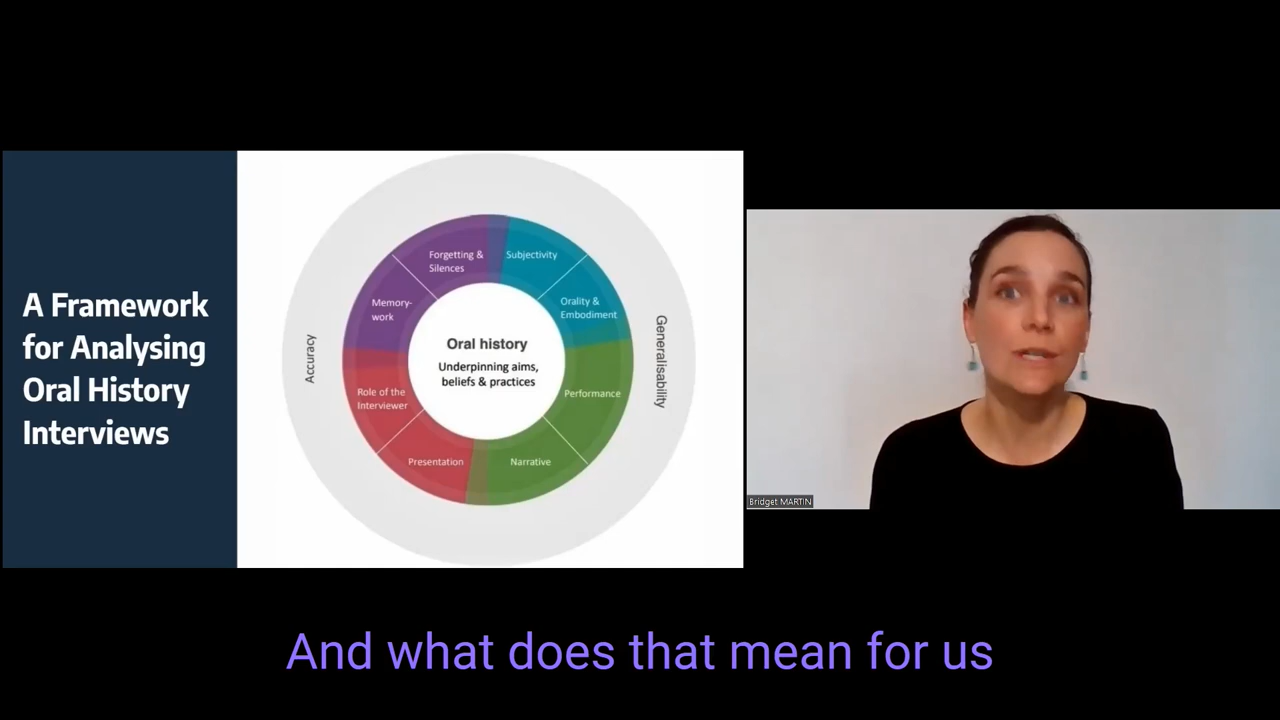 A Framework
for Analysing
Oral History
Interviews
Forgetting &
Silences
Subjectivity
Memory-
work
Orality &
Embodiment
Accuracy
Oral history
Underpinning aims,
beliefs & practices
Generalisability
Role of the
Interviewer
Performance
Presentation
Narrative
Bridget MARTIN
And what does that mean for us